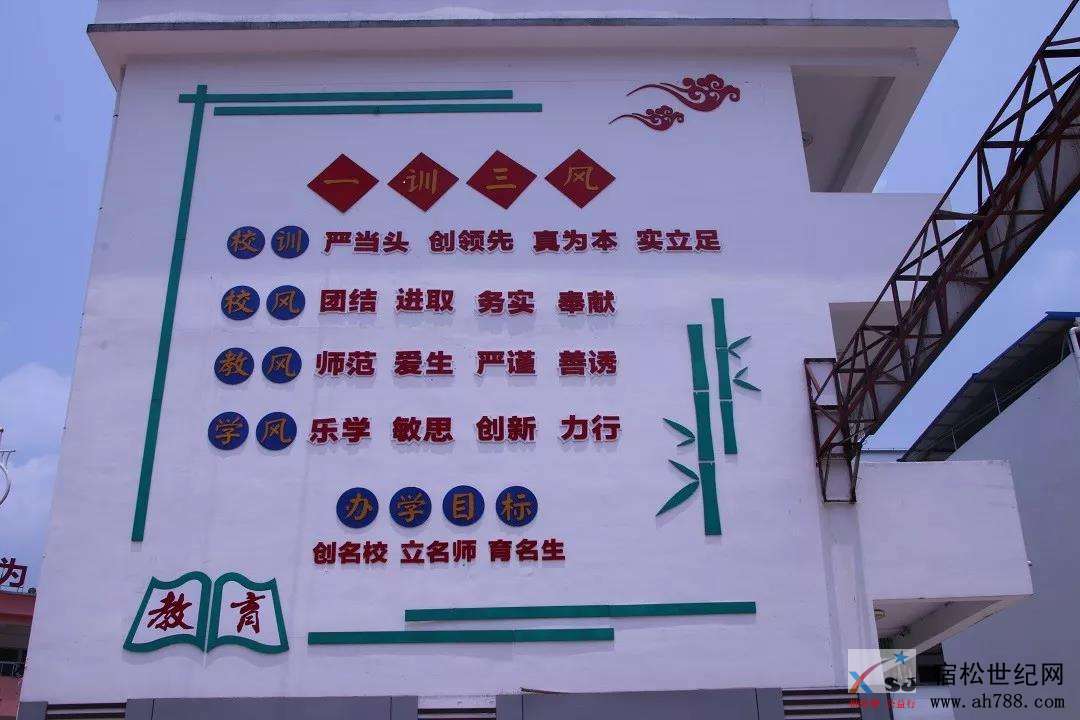 一训三风
校训 严当头 创领先 真为本 实立足
校风 团结 进取 务实 奉献
教风 师范 爱生 严谨 善诱
学风 乐学 敏思 创新 力行
办学目标
创名校 立名师 育名生
教育
为
XSJ 宿松世纪网
www.ah788.com